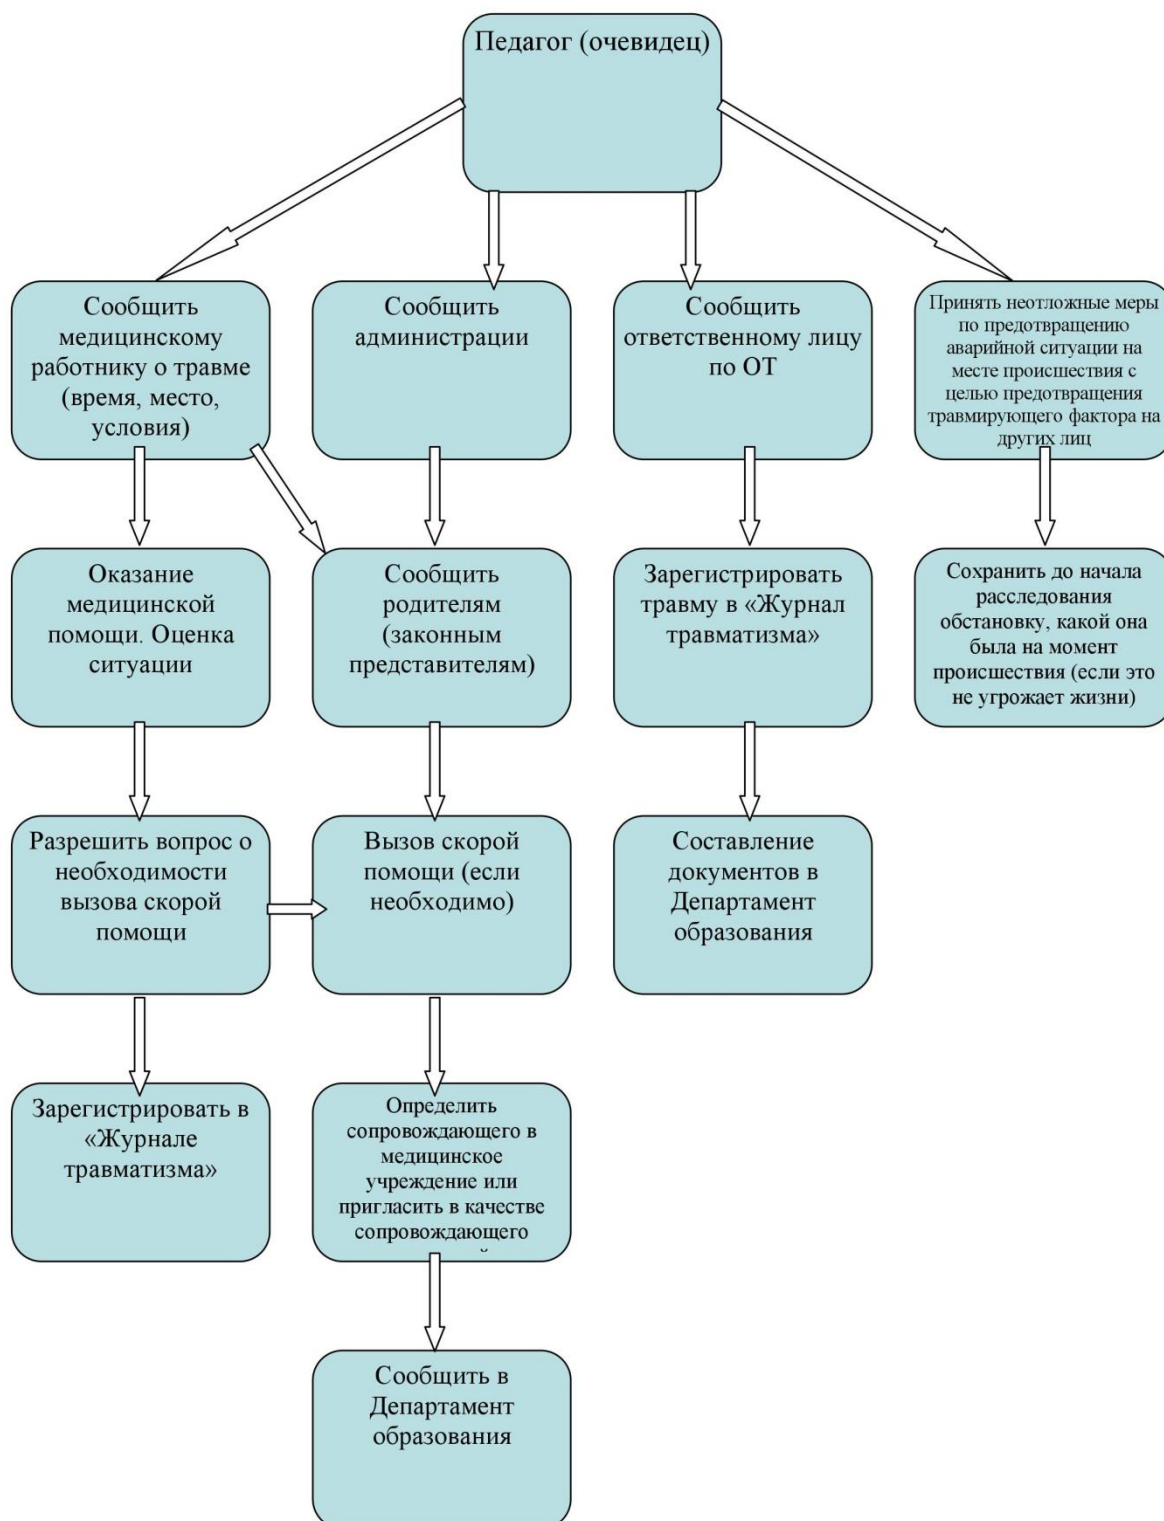 Педагог (очевидец)
Сообщить
медицинскому
работнику о травме
(время, место,
условия)
Сообщить
администрации
Сообщить
ответственному лицу
по ОТ
Принять неотложные меры
по предотвращению
аварийной ситуации на
месте происшествия с
целью предотвращения
травмирующего фактора на
других лиц
Оказание
медицинской
помощи. Оценка
ситуации
Сообщить
родителям
(законным
представителям)
Зарегистрировать
травму в «Журнал
травматизма»
Сохранить до начала
расследования
обстановку, какой она
была на момент
происшествия (если это
не угрожает жизни)
Разрешить вопрос о
необходимости
вызова скорой
помощи
Вызов скорой
помощи (если
необходимо)
Составление
документов в
Департамент
образования
Зарегистрировать в
«Журнале
травматизма»
Определить
сопровождающего в
медицинское
учреждение или
пригласить в качестве
сопровождающего
Сообщить в
Департамент
образования